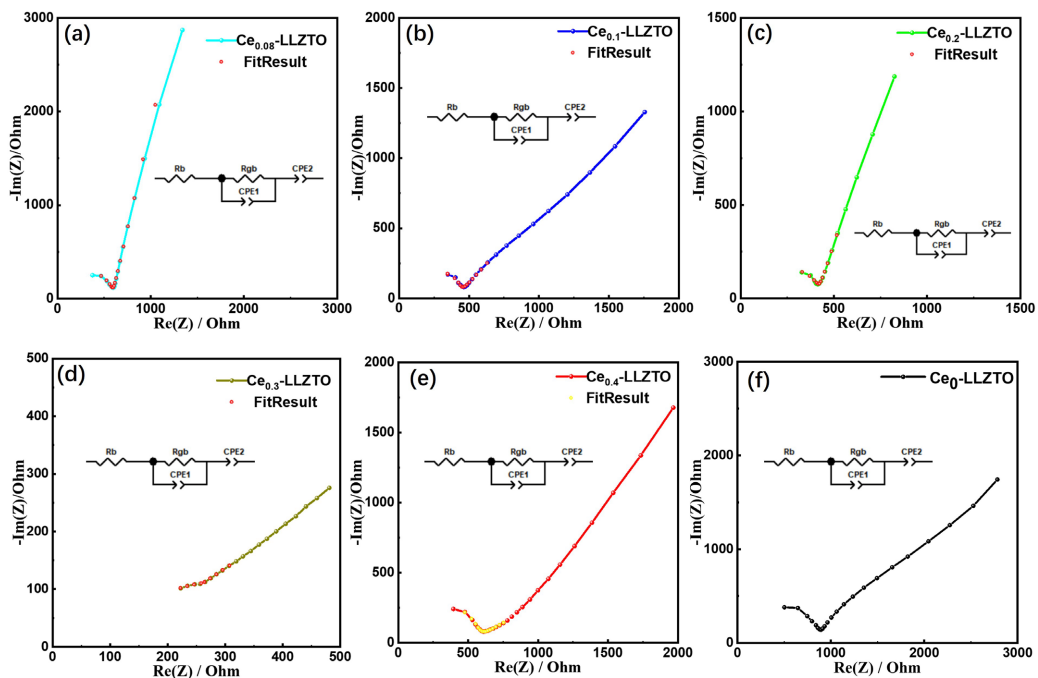 (a)
Ce0.08-LLZTO
FitResult
Rb Rgb CPE2
CPE1
3000
2000
1000
0
0 1000 2000 3000
-Im(Z)/Ohm
Re(Z) / Ohm
(b)
Ce0.1-LLZTO
FitResult
Rb Rgb CPE2
CPE1
-2000
1500
1000
500
0
0 500 1000 1500 2000
-Im(Z)/Ohm
Re(Z) / Ohm
(c)
Ce0.2-LLZTO
FitResult
Rb Rgb CPE2
CPE1
1500
1000
500
0
0 500 1000 1500
-Im(Z)/Ohm
Re(Z) / Ohm
(d)
Ce0.3-LLZTO
FitResult
Rb Rgb CPE2
CPE1
500
400
300
200
100
0
0 100 200 300 400 500
-Im(Z)/Ohm
Re(Z) / Ohm
(e)
Ce0.4-LLZTO
FitResult
Rb Rgb CPE2
CPE1
2000
1500
1000
500
0
0 500 1000 1500 2000
-Im(Z)/Ohm
Re(Z) / Ohm
(f)
Ce0-LLZTO
Rb Rgb CPE2
CPE1
3000
2000
1000
0
0 1000 2000 3000
-Im(Z)/Ohm
Re(Z) / Ohm